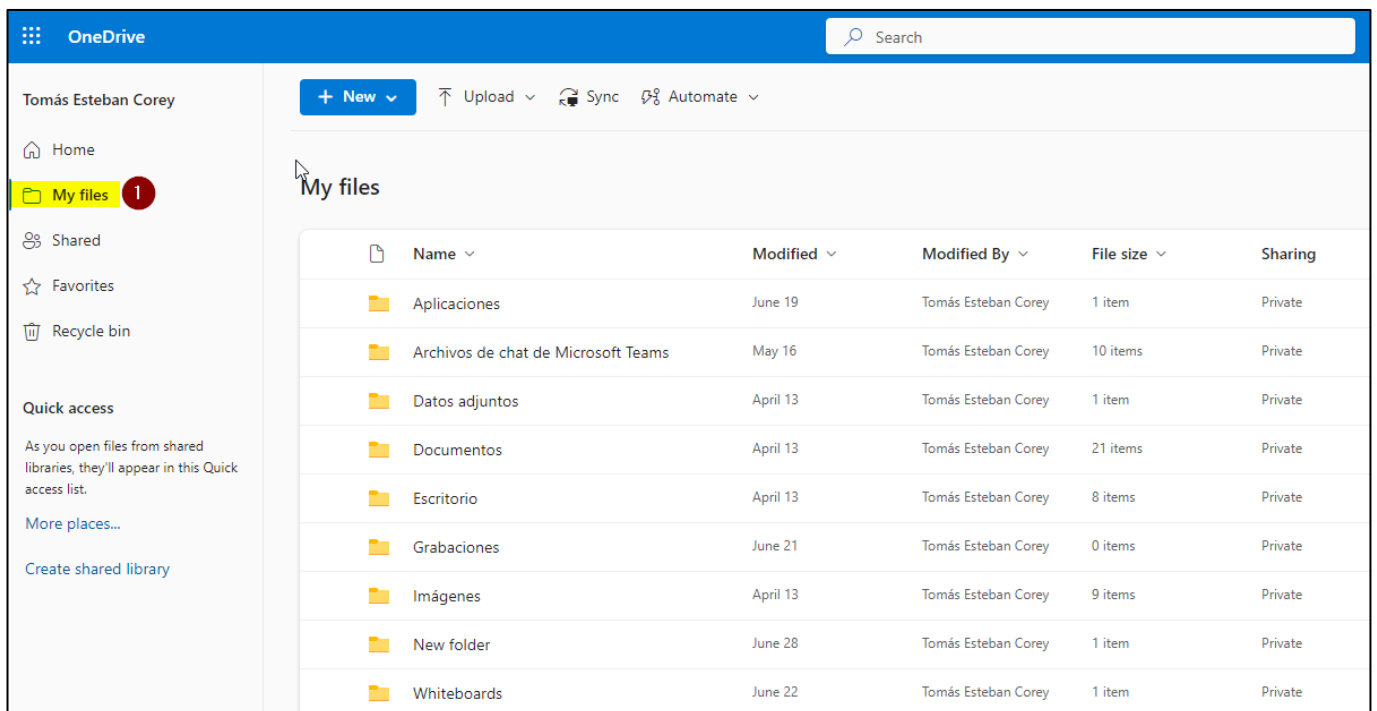 OneDrive
Search
Tomás Esteban Corey
Home
My files 1
Shared
Favorites
Recycle bin
Quick access
As you open files from shared
libraries, they'll appear in this Quick
access list.
More places...
Create shared library
New Upload Sync Automate
My files
Name Modified Modified By File size Sharing
Aplicaciones June 19 Tomás Esteban Corey 1 item Private
Archivos de chat de Microsoft Teams May 16 Tomás Esteban Corey 10 items Private
Datos adjuntos April 13 Tomás Esteban Corey 1 item Private
Documentos April 13 Tomás Esteban Corey 21 items Private
Escritorio April 13 Tomás Esteban Corey 8 items Private
Grabaciones June 21 Tomás Esteban Corey 0 items Private
Imágenes April 13 Tomás Esteban Corey 9 items Private
New folder June 28 Tomás Esteban Corey 1 item Private
Whiteboards June 22 Tomás Esteban Corey 1 item Private